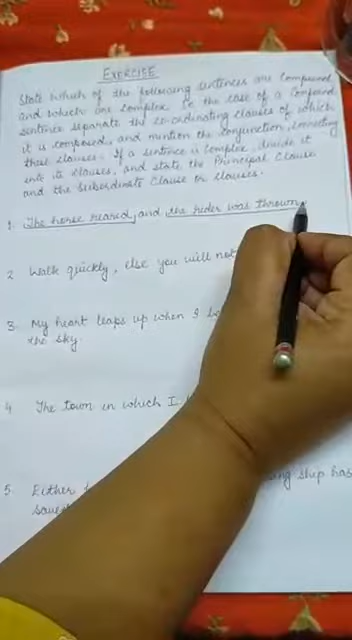 EXERCISE
State which of the following sentences are Compound
and which are complex. In the case of a Compound
sentence separate the co-ordinating clauses of which
it is composed, and mention the conjunction, connecting
these clauses. If a sentence is Complex, divide it
into its clauses, and state the Principal Clause
and the Subordinate Clause or clauses.
1. The horse reared, and the rider was thrown.
2 Walk quickly, else you will not
3. My heart leaps up when I
the sky.
4 The town in which I
5. Either ship has